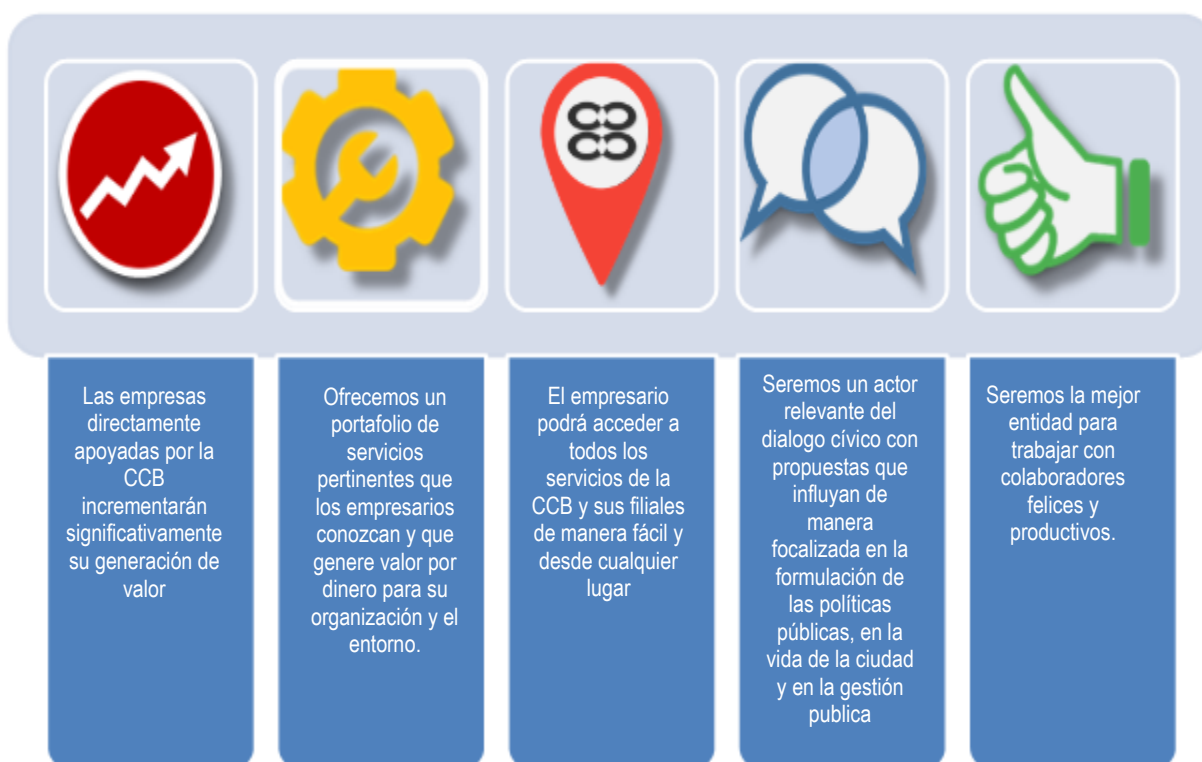 Las empresas
directamente
apoyadas por la
CCB
incrementarán
significativamente
su generación de
valor
Ofrecemos un
portafolio de
servicios
pertinentes que
los empresarios
conozcan y que
genere valor por
dinero para su
organización y el
entorno.
El empresario
podrá acceder a
todos los
servicios de la
CCB y sus filiales
de manera fácil y
desde cualquier
lugar
Seremos un actor
relevante del
dialogo cívico con
propuestas que
influyan de
manera
focalizada en la
formulación de
las políticas
públicas, en la
vida de la ciudad
y en la gestión
publica
Seremos la mejor
entidad para
trabajar con
colaboradores
felices y
productivos.